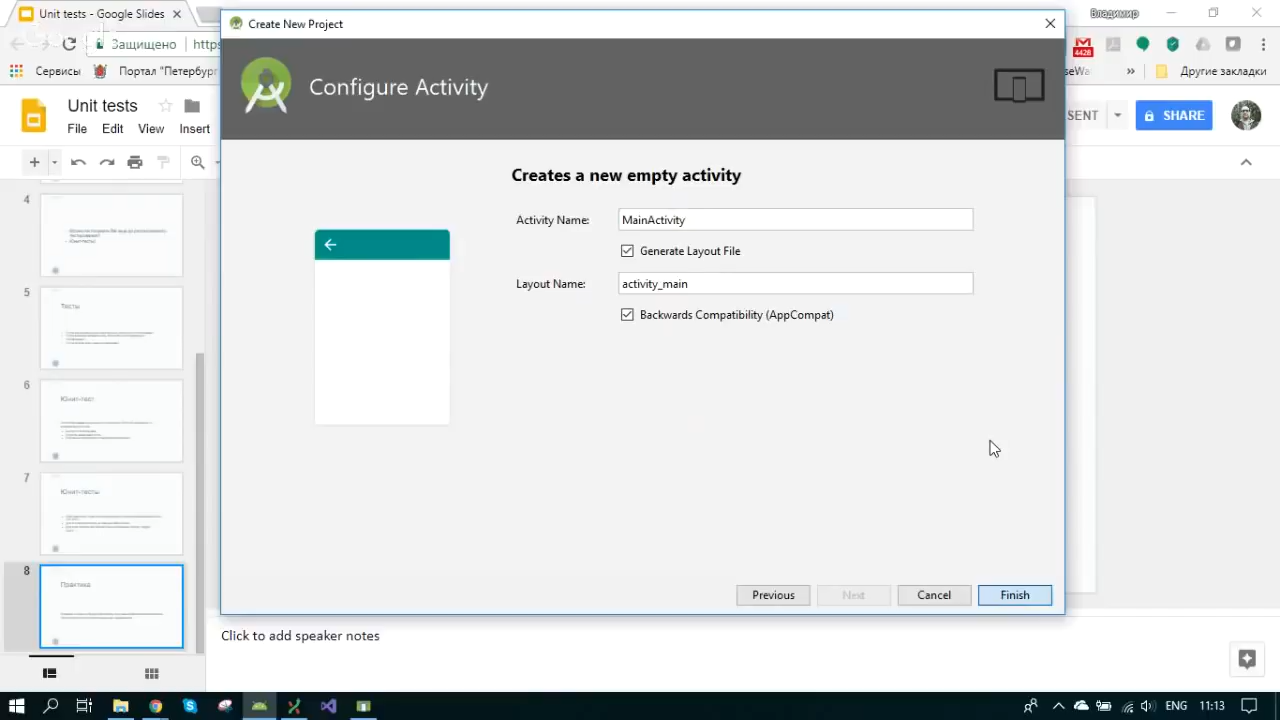 Unit tests - Google Slides
Владимир
Create New Project
Защищено
https
Сервисы
Портал "Петербург
»
Другие закладки
4428
Configure Activity
Unit tests
File Edit View Insert
SENT
SHARE
Creates a new empty activity
Activity Name:
MainActivity
Generate Layout File
Layout Name:
activity_main
Backwards Compatibility (AppCompat)
4
5
Тесты
6
Юнит-тест
7
Юнит-тесты
8
Практика
Previous
Next
Cancel
Finish
Click to add speaker notes
ENG
11:13